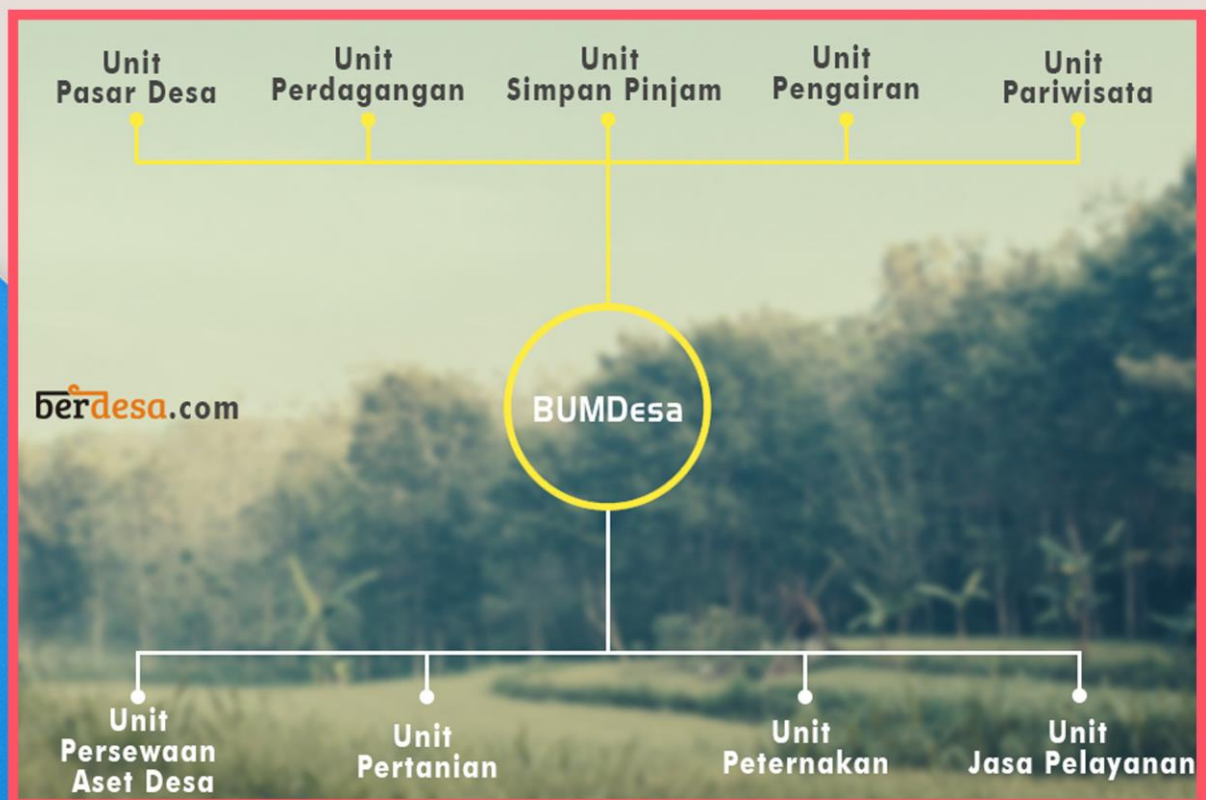 Unit
Pasar Desa
Unit
Perdagangan
Unit
Simpan Pinjam
Unit
Pengairan
Unit
Pariwisata
berdesa.com
BUMDesa
Unit
Persewaan
Aset Desa
Unit
Pertanian
Unit
Peternakan
Unit
Jasa Pelayanan